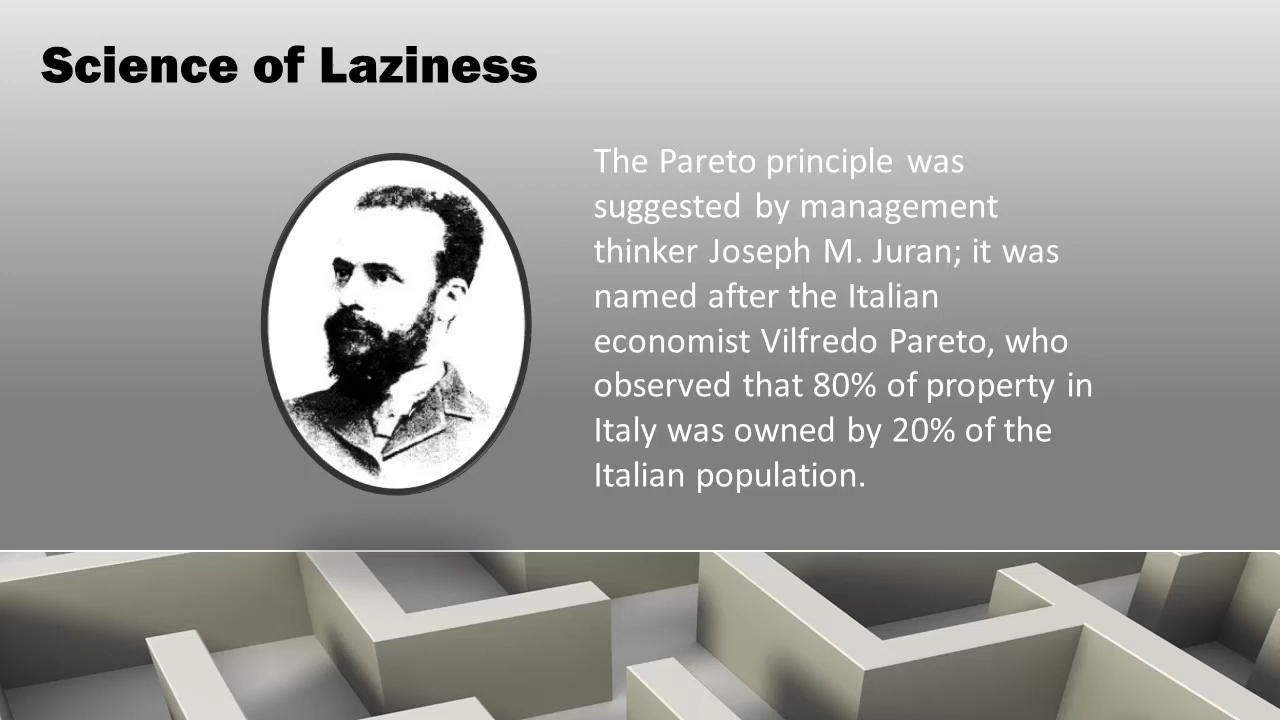 Science of Laziness
The Pareto principle was
suggested by management
thinker Joseph M. Juran; it was
named after the Italian
economist Vilfredo Pareto, who
observed that 80% of property in
Italy was owned by 20% of the
Italian population.